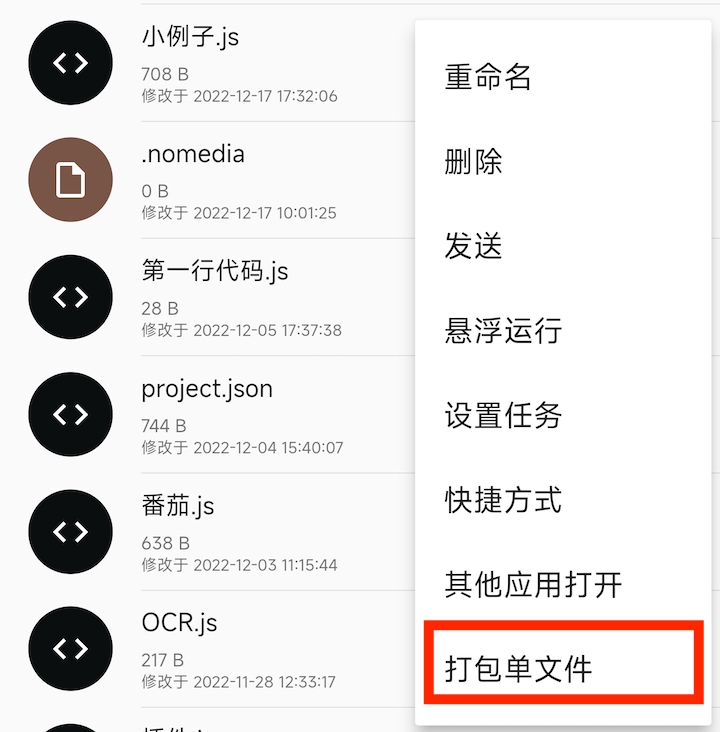 小例子.js
708 B
修改于 2022-12-17 17:32:06
.nomedia
0 B
修改于 2022-12-17 10:01:25
第一行代码.js
28 B
修改于 2022-12-05 17:37:38
project.json
744 B
修改于 2022-12-04 15:40:07
番茄.js
638 B
修改于 2022-12-03 11:15:44
OCR.js
217 B
修改于 2022-11-28 12:33:17
重命名
删除
发送
悬浮运行
设置任务
快捷方式
其他应用打开
打包单文件